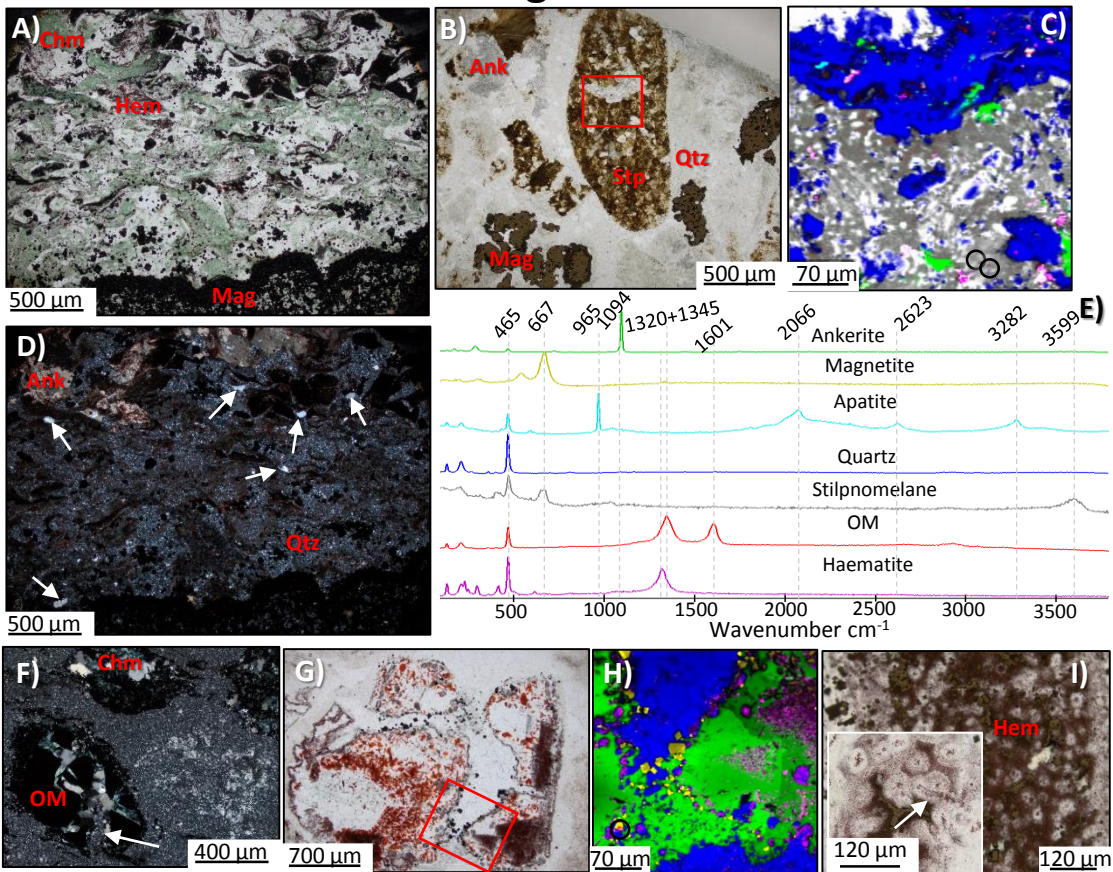 A)
Chm
Hem
Mag
500 µm
B)
Ank
Stp
Qtz
Mag
500 µm
C)
70 µm
D)
Ank
Qtz
500 µm
E)
465
667
965
1094
1320+1345
1601
2066
2623
3282
3599
Ankerite
Magnetite
Apatite
Quartz
Stilpnomelane
OM
Haematite
500 1000 1500 2000 2500 3000 3500
Wavenumber cm⁻¹
F)
Chm
OM
400 µm
G)
700 µm
H)
70 µm
I)
Hem
120 µm
120 µm